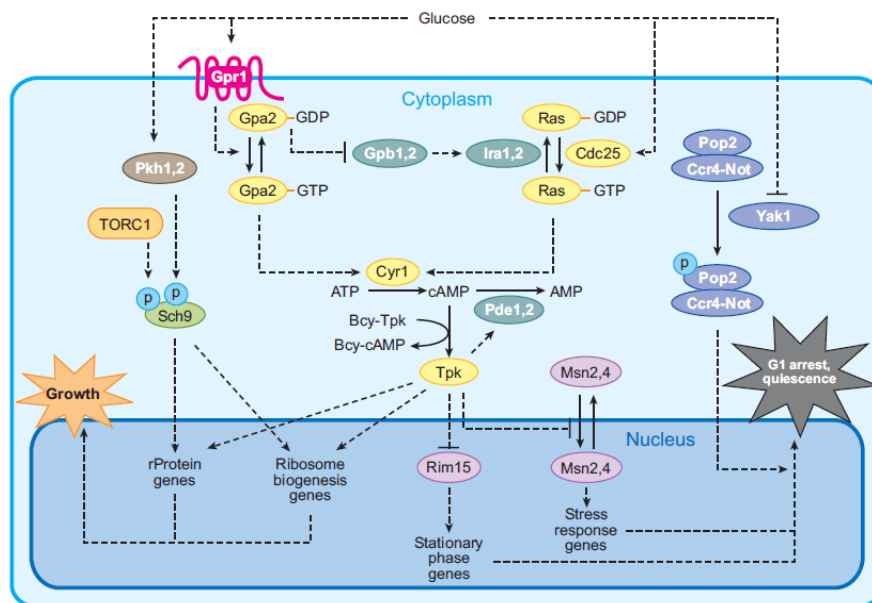 Glucose
Gpr1
Cytoplasm
Gpa2 GDP
Ras GDP
Pop2
Ccr4-Not
Pkh1,2
Gpb1,2
Ira1,2
Cdc25
Gpa2 GTP
Ras GTP
Yak1
TORC1
Cyr1
p
Pop2
Ccr4-Not
p p
Sch9
ATP cAMP AMP
Pde1,2
Bcy-Tpk
Bcy-cAMP
Tpk
Msn2,4
G1 arrest,
quiescence
Growth
Nucleus
rProtein
genes
Ribosome
biogenesis
genes
Rim15
Msn2,4
Stress
response
genes
Stationary
phase
genes